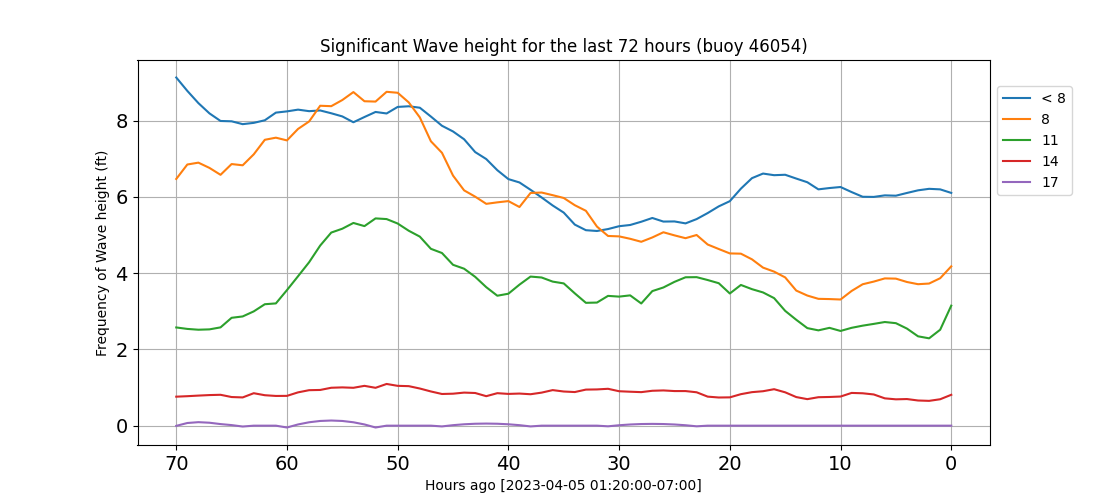 Significant Wave height for the last 72 hours (buoy 46054)
Frequency of Wave height (ft)
8
6
4
2
0
70 60 50 40 30 20 10 0
Hours ago [2023-04-05 01:20:00-07:00]
< 8
8
11
14
17